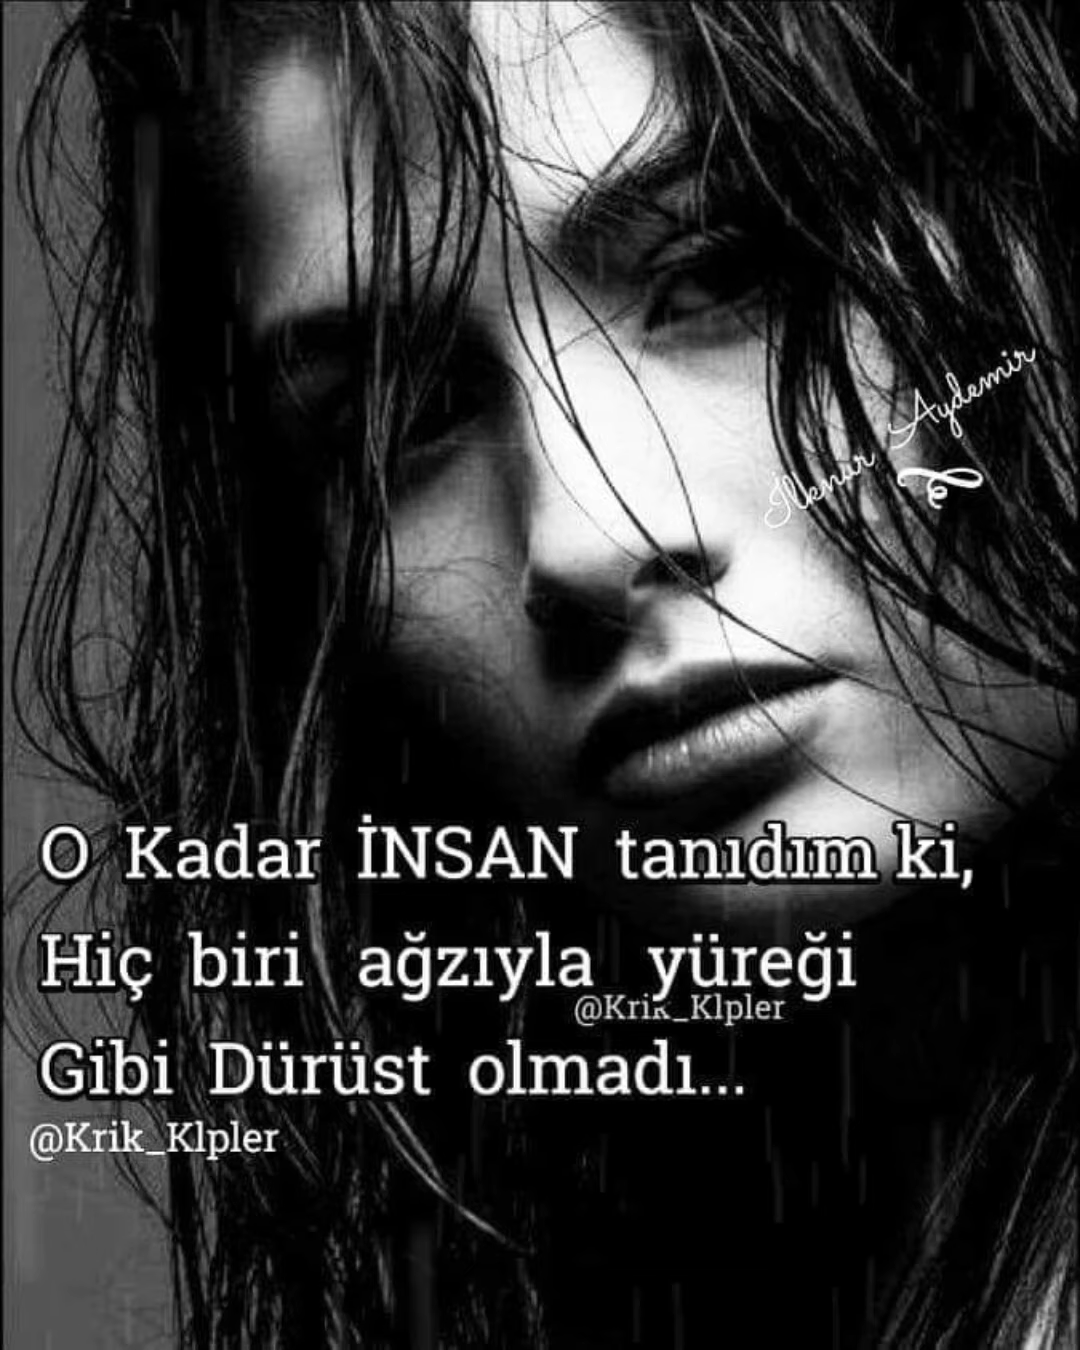 İlknur Aydemir
O Kadar İNSAN tanıdım ki,
Hiç biri ağzıyla yüreği
@Krik_Klpler
Gibi Dürüst olmadı...
@Krik_Klpler